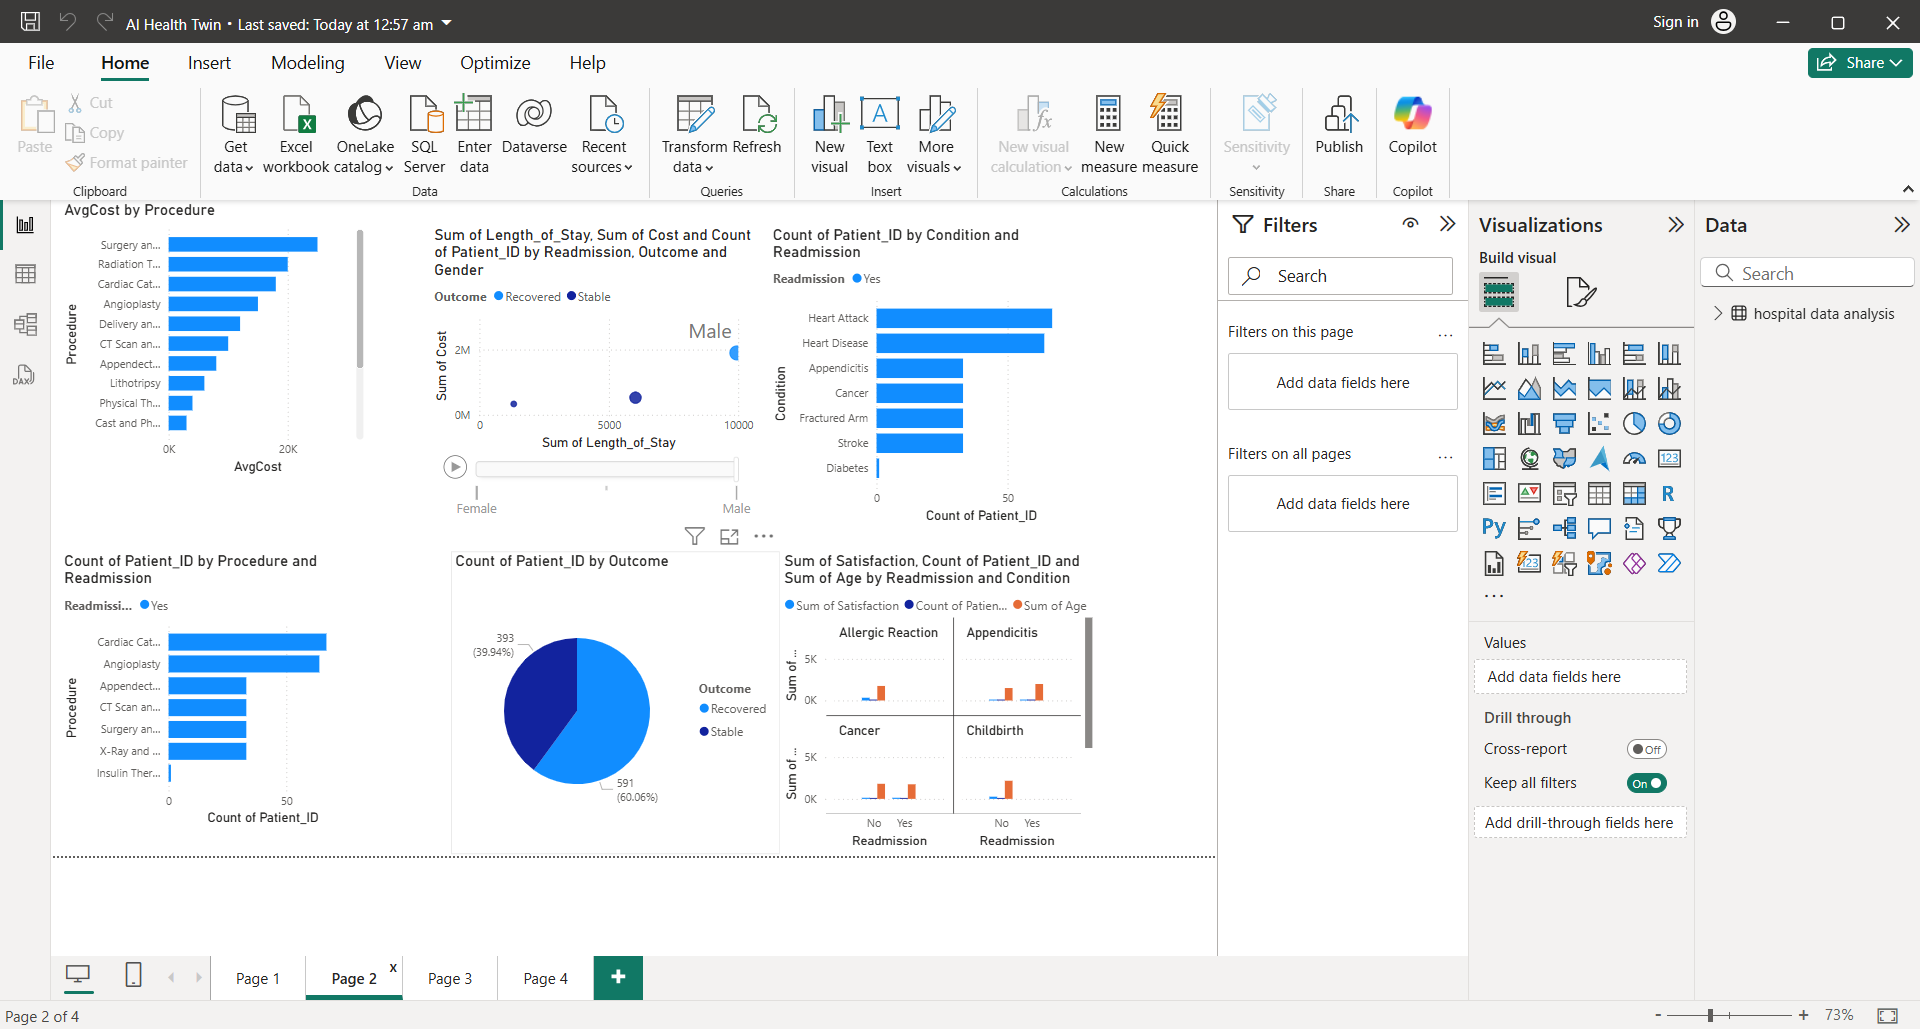 AI Health Twin • Last saved: Today at 12:57 am
Sign in
File Home Insert Modeling View Optimize Help
Share
Paste
Cut
Copy
Format painter
Clipboard
Get data
Excel workbook
OneLake catalog
SQL Server
Enter data
Dataverse
Recent sources
Data
Transform data
Refresh
Queries
New visual
Text box
A
More visuals
Insert
New visual calculation
New measure
Quick measure
Calculations
Sensitivity
Sensitivity
Publish
Share
Copilot
Copilot
DAX
AvgCost by Procedure
Procedure
Surgery an...
Radiation T...
Cardiac Cat...
Angioplasty
Delivery an...
CT Scan an...
Appendect...
Lithotripsy
Physical Th...
Cast and Ph...
0K 20K
AvgCost
Sum of Length_of_Stay, Sum of Cost and Count
of Patient_ID by Readmission, Outcome and
Gender
Outcome Recovered Stable
Male
Sum of Cost
2M
0M
0 5000 10000
Sum of Length_of_Stay
Female Male
Count of Patient_ID by Condition and
Readmission
Readmission Yes
Condition
Heart Attack
Heart Disease
Appendicitis
Cancer
Fractured Arm
Stroke
Diabetes
0 50
Count of Patient_ID
Count of Patient_ID by Procedure and
Readmission
Readmissi... Yes
Procedure
Cardiac Cat...
Angioplasty
Appendect...
CT Scan an...
Surgery an...
X-Ray and ...
Insulin Ther...
0 50
Count of Patient_ID
Count of Patient_ID by Outcome
393
(39.94%)
591
(60.06%)
Outcome
Recovered
Stable
Sum of Satisfaction, Count of Patient_ID and
Sum of Age by Readmission and Condition
Sum of Satisfaction Count of Patien... Sum of Age
Allergic Reaction Appendicitis
Sum of ...
5K
0K
Cancer Childbirth
Sum of ...
5K
0K
No Yes No Yes
Readmission Readmission
Filters
Search
Filters on this page ...
Add data fields here
Filters on all pages ...
Add data fields here
Visualizations
Build visual
123
R
Py
123
...
Values
Add data fields here
Drill through
Cross-report Off
Keep all filters On
Add drill-through fields here
Data
Search
hospital data analysis
Page 1 Page 2 x Page 3 Page 4 +
Page 2 of 4
- + 73%